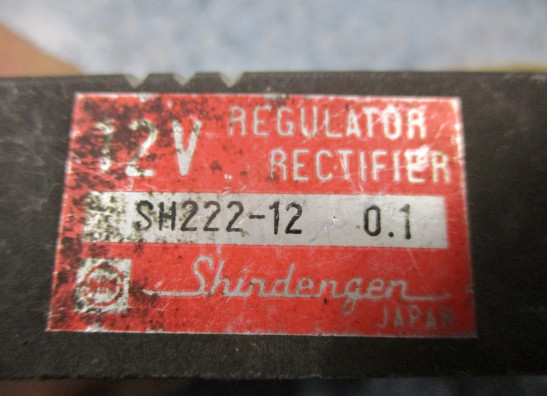 12V REGULATOR
RECTIFIER
SH222-12 0.1
Shindengen
JAPAN